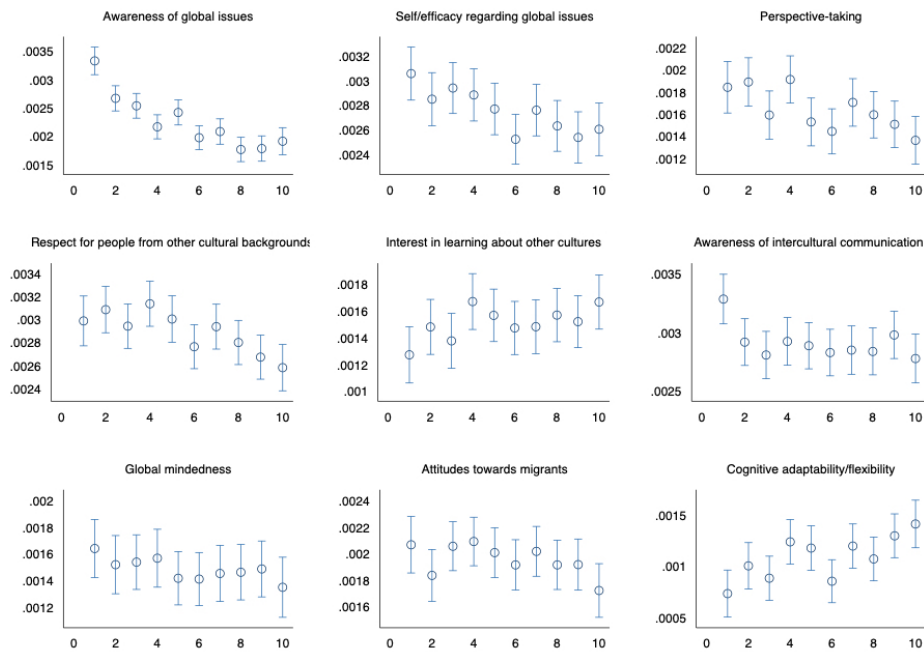 Awareness of global issues
.0035
.003
.0025
.002
.0015
0 2 4 6 8 10
Self/efficacy regarding global issues
.0032
.003
.0028
.0026
.0024
0 2 4 6 8 10
Perspective-taking
.0022
.002
.0018
.0016
.0014
.0012
0 2 4 6 8 10
Respect for people from other cultural backgrounds
.0034
.0032
.003
.0028
.0026
.0024
0 2 4 6 8 10
Interest in learning about other cultures
.0018
.0016
.0014
.0012
.001
0 2 4 6 8 10
Awareness of intercultural communication
.0035
.003
.0025
0 2 4 6 8 10
Global mindedness
.002
.0018
.0016
.0014
.0012
0 2 4 6 8 10
Attitudes towards migrants
.0024
.0022
.002
.0018
.0016
0 2 4 6 8 10
Cognitive adaptability/flexibility
.0015
.001
.0005
0 2 4 6 8 10